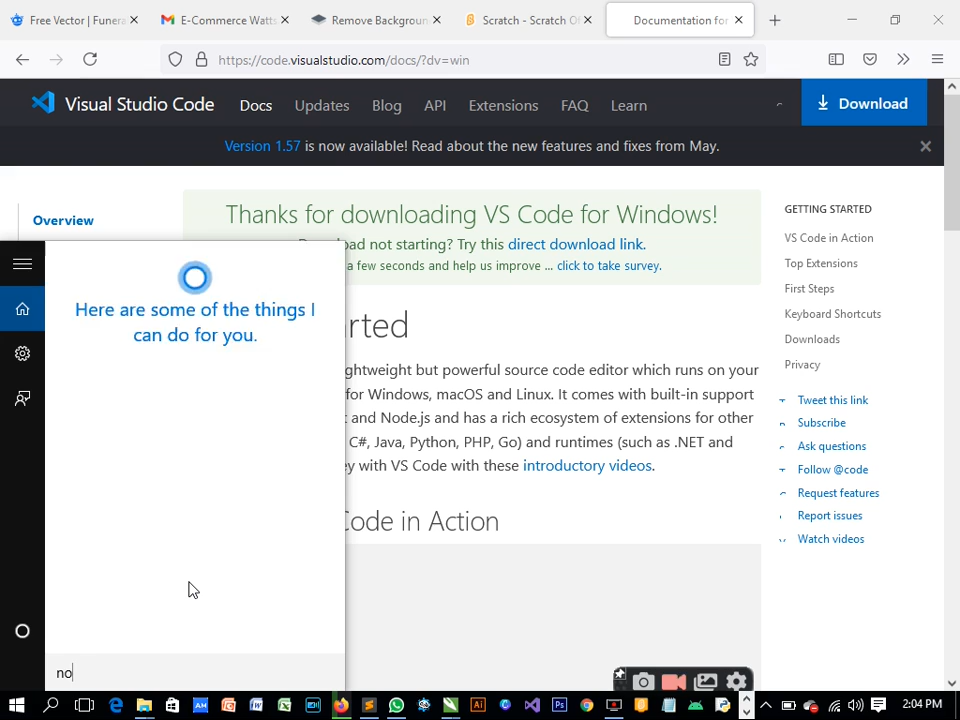 Free Vector | Funera
E-Commerce Watts
Remove Backgroun
Scratch - Scratch Of
Documentation for
https://code.visualstudio.com/docs/?dv=win
Visual Studio Code Docs Updates Blog API Extensions FAQ Learn Download
Version 1.57 is now available! Read about the new features and fixes from May.
Overview
Thanks for downloading VS Code for Windows!
Download not starting? Try this direct download link.
a few seconds and help us improve ... click to take survey.
Here are some of the things I
can do for you.
no
rted
ghtweight but powerful source code editor which runs on your
for Windows, macOS and Linux. It comes with built-in support
t and Node.js and has a rich ecosystem of extensions for other
C#, Java, Python, PHP, Go) and runtimes (such as .NET and
ey with VS Code with these introductory videos.
Code in Action
GETTING STARTED
VS Code in Action
Top Extensions
First Steps
Keyboard Shortcuts
Downloads
Privacy
Tweet this link
Subscribe
Ask questions
Follow @code
Request features
Report issues
Watch videos
2:04 PM